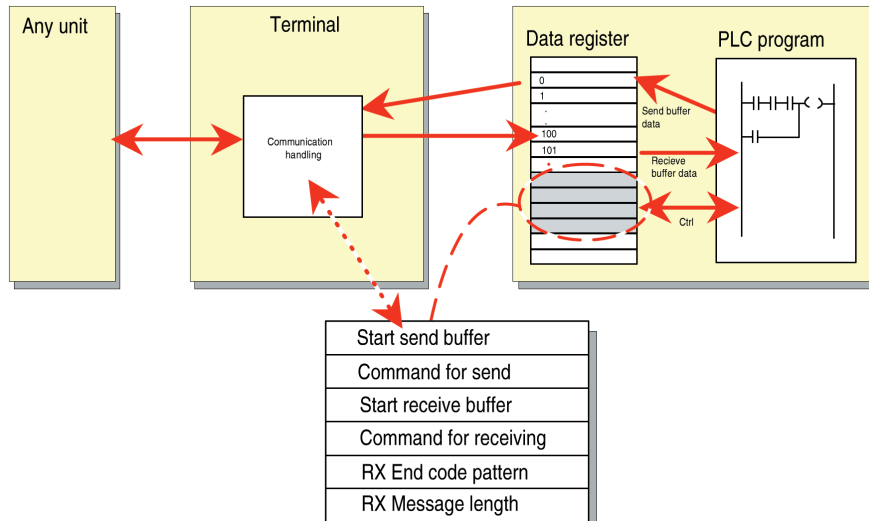 Any unit
Terminal
Communication
handling
Data register
0
1
.
.
100
101
.
PLC program
Send buffer
data
Recieve
buffer data
Ctrl
Start send buffer
Command for send
Start receive buffer
Command for receiving
RX End code pattern
RX Message length